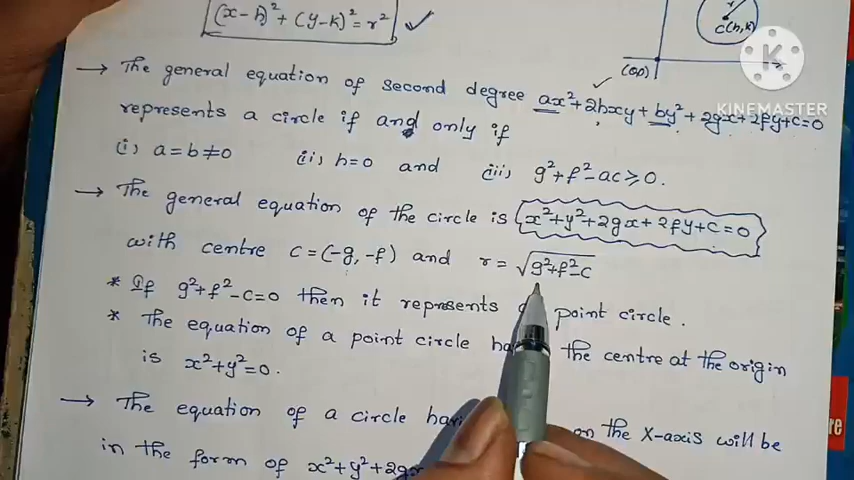 (x-h)²+(y-k)²=r² ✓
r
c(h,k)
(0,0)
K
KINEMASTER
→ The general equation of second degree ax²+2hxy+by²+2gx+2fy+c=0
represents a circle if and only if
(i) a=b≠0 (ii) h=0 and (iii) g²+f²-ac⩾0.
→ The general equation of the circle is x²+y²+2gx+2fy+c=0
with centre c=(-g,-f) and r=√g²+f²-c
* If g²+f²-c=0 then it represents point circle.
* The equation of a point circle the centre at the origin
is x²+y²=0.
→ The equation of a circle on the X-axis will be
in the form of x²+y²+2gx